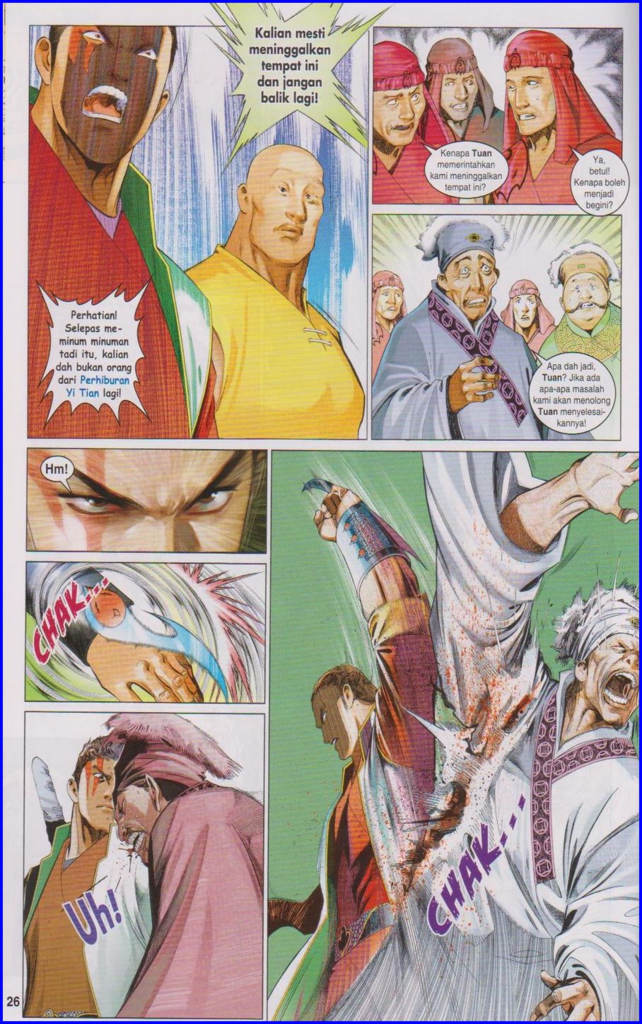 Kalian mesti
meninggalkan
tempat ini
dan jangan
balik lagi!
Perhatian!
Selepas me-
minum minuman
tadi itu, kalian
dah bukan orang
dari Perhiburan
Yi Tian lagi!
Kenapa Tuan
memerintahkan
kami meninggalkan
tempat ini?
Ya,
betul!
Kenapa boleh
menjadi
begini?
Apa dah jadi,
Tuan? Jika ada
apa-apa masalah
kami akan menolong
Tuan menyelesai-
kannya!
Hm!
CHAK...
Uh!
CHAK...
26